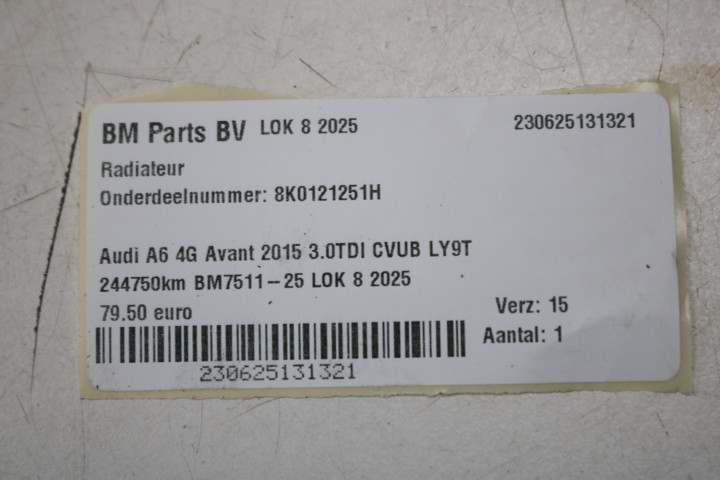 BM Parts BV LOK 8 2025 230625131321
Radiateur
Onderdeelnummer: 8K0121251H
Audi A6 4G Avant 2015 3.0TDI CVUB LY9T
244750km BM7511-25 LOK 8 2025
79.50 euro Verz: 15
Aantal: 1
230625131321